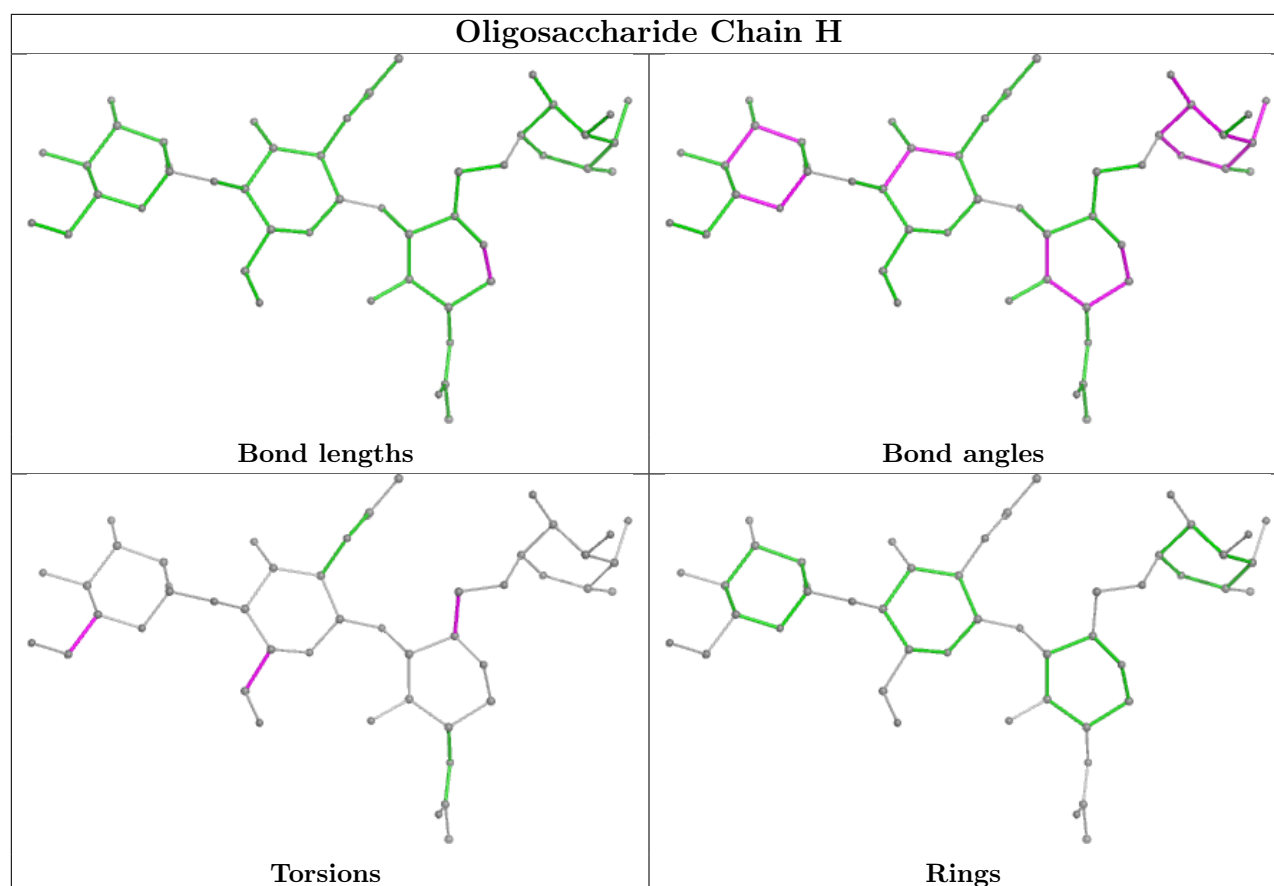 Oligosaccharide Chain H
Bond lengths
Bond angles
Torsions
Rings